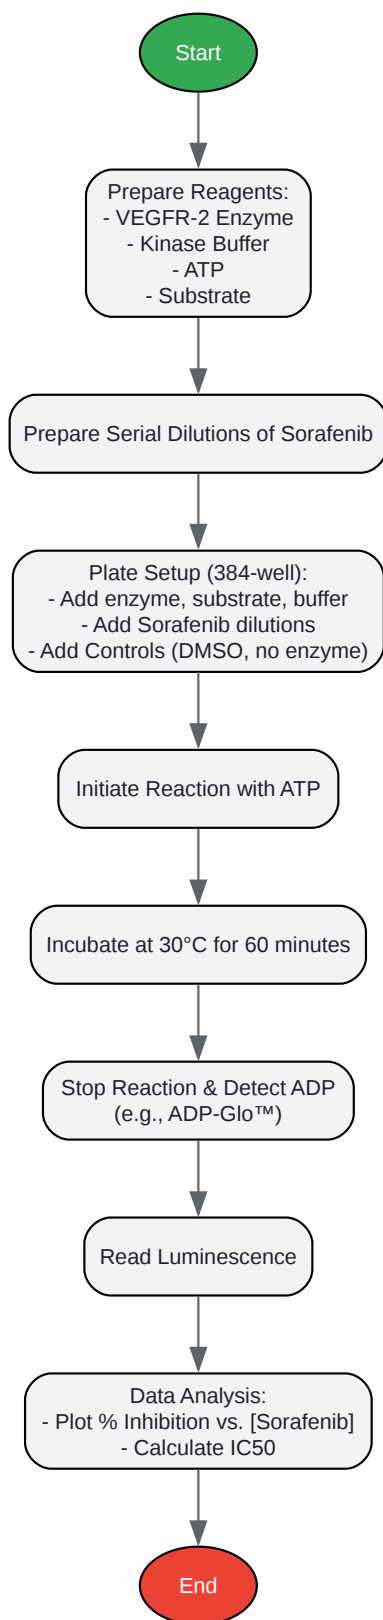 Start
Prepare Reagents:
- VEGFR-2 Enzyme
- Kinase Buffer
- ATP
- Substrate
Prepare Serial Dilutions of Sorafenib
Plate Setup (384-well):
- Add enzyme, substrate, buffer
- Add Sorafenib dilutions
- Add Controls (DMSO, no enzyme)
Initiate Reaction with ATP
Incubate at 30°C for 60 minutes
Stop Reaction & Detect ADP
(e.g., ADP-Glo™)
Read Luminescence
Data Analysis:
- Plot % Inhibition vs. [Sorafenib]
- Calculate IC50
End